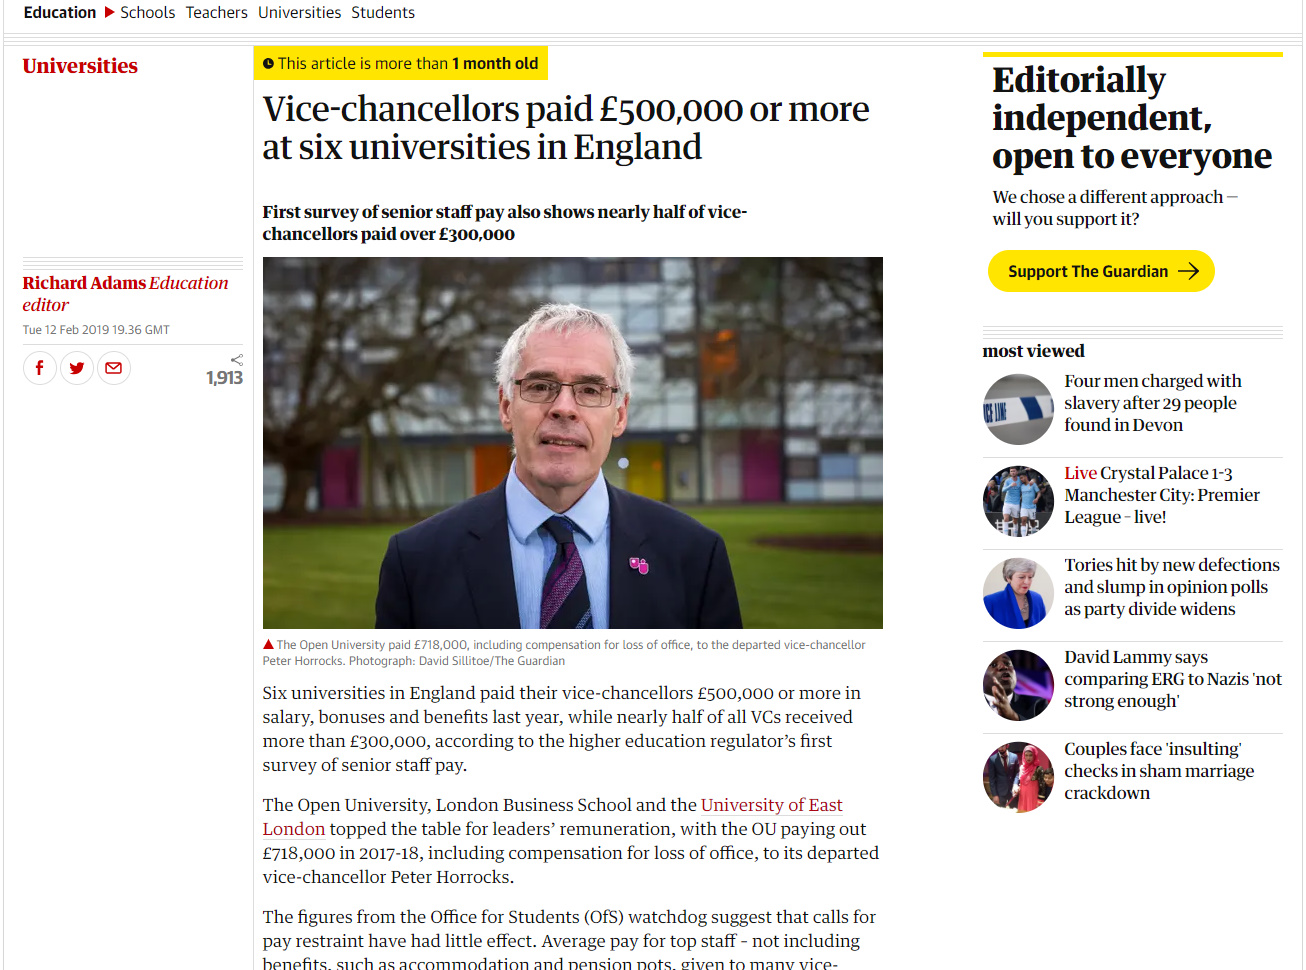 Education ▶ Schools Teachers Universities Students
Universities
Richard Adams Education
editor
Tue 12 Feb 2019 19.36 GMT
1,913
This article is more than 1 month old
Vice-chancellors paid £500,000 or more
at six universities in England
First survey of senior staff pay also shows nearly half of vice-
chancellors paid over £300,000
▲ The Open University paid £718,000, including compensation for loss of office, to the departed vice-chancellor
Peter Horrocks. Photograph: David Sillitoe/The Guardian
Six universities in England paid their vice-chancellors £500,000 or more in
salary, bonuses and benefits last year, while nearly half of all VCs received
more than £300,000, according to the higher education regulator’s first
survey of senior staff pay.
The Open University, London Business School and the University of East
London topped the table for leaders’ remuneration, with the OU paying out
£718,000 in 2017-18, including compensation for loss of office, to its departed
vice-chancellor Peter Horrocks.
The figures from the Office for Students (OfS) watchdog suggest that calls for
pay restraint have had little effect. Average pay for top staff – not including
benefits, such as accommodation and pension pots, given to many vice-
Editorially
independent,
open to everyone
We chose a different approach —
will you support it?
Support The Guardian →
most viewed
Four men charged with
slavery after 29 people
found in Devon
Live Crystal Palace 1-3
Manchester City: Premier
League – live!
Tories hit by new defections
and slump in opinion polls
as party divide widens
David Lammy says
comparing ERG to Nazis 'not
strong enough'
Couples face 'insulting'
checks in sham marriage
crackdown